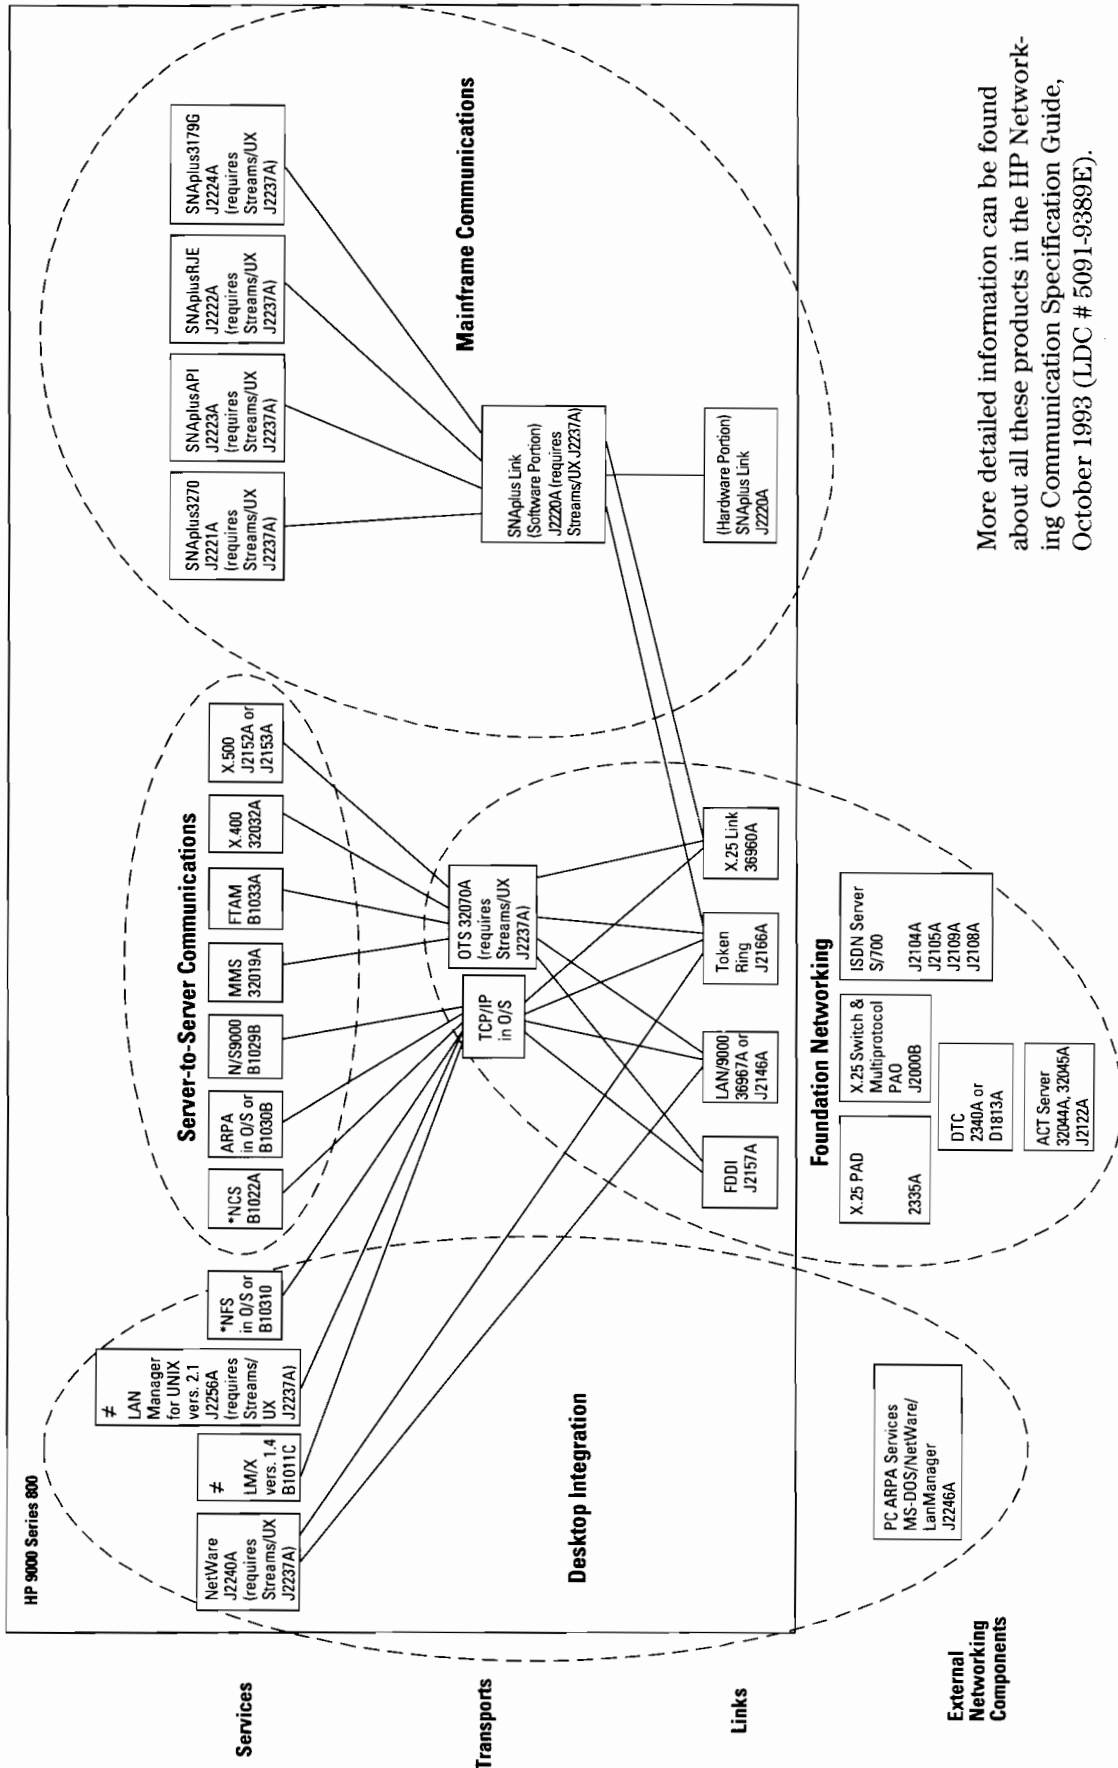 HP 9000 Series 800
Services
NetWare
J2240A
(requires
Streams/UX
J2237A)
≠
LM/X
vers. 1.4
B1011C
≠
LAN
Manager
for UNIX
vers. 2.1
J2256A
(requires
Streams/
UX
J2237A)
*NFS
in O/S or
B10310
Server-to-Server Communications
*NCS
B1022A
ARPA
in O/S or
B1030B
N/S9000
B1029B
MMS
32019A
FTAM
B1033A
X.400
32032A
X.500
J2152A or
J2153A
SNAplus3270
J2221A
(requires
Streams/UX
J2237A)
SNAplusAPI
J2223A
(requires
Streams/UX
J2237A)
SNAplusRJE
J2222A
(requires
Streams/UX
J2237A)
SNAplus3179G
J2224A
(requires
Streams/UX
J2237A)
Mainframe Communications
Transports
TCP/IP
in O/S
OTS 32070A
(requires
Streams/UX
J2237A)
SNAplus Link
(Software Portion)
J2220A (requires
Streams/UX J2237A)
Desktop Integration
Links
FDDI
J2157A
LAN/9000
36967A or
J2146A
Token
Ring
J2166A
X.25 Link
36960A
(Hardware Portion)
SNAplus Link
J2220A
Foundation Networking
External
Networking
Components
PC ARPA Services
MS-DOS/NetWare/
LanManager
J2246A
X.25 PAD
2335A
X.25 Switch &
Multiprotocol
PAO
J2000B
ISDN Server
S/700
J2104A
J2105A
J2109A
J2108A
DTC
2340A or
D1813A
ACT Server
32044A, 32045A
J2122A
More detailed information can be found
about all these products in the HP Network-
ing Communication Specification Guide,
October 1993 (LDC # 5091-9389E).